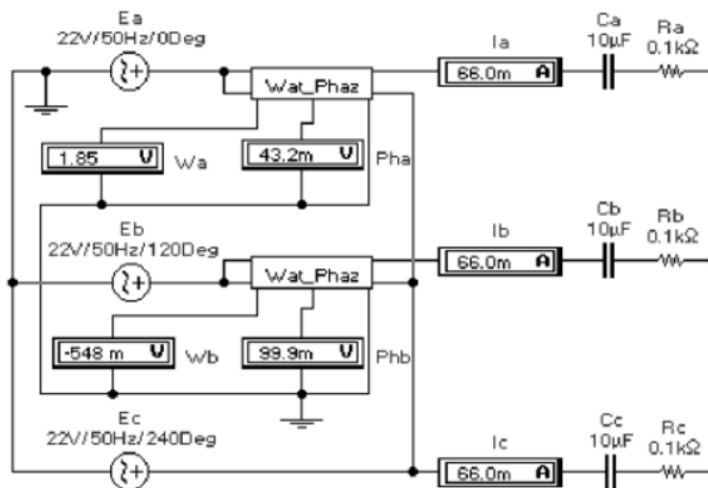 Ea
22V/50Hz/0Deg
Ia
66.0m A
Ca
10µF
Ra
0.1kΩ
Wat_Phaz
1.85 V
Wa
43.2m V
Pha
Eb
22V/50Hz/120Deg
Ib
66.0m A
Cb
10µF
Rb
0.1kΩ
Wat_Phaz
-548 m V
Wb
99.9m V
Phb
Ec
22V/50Hz/240Deg
Ic
66.0m A
Cc
10µF
Rc
0.1kΩ